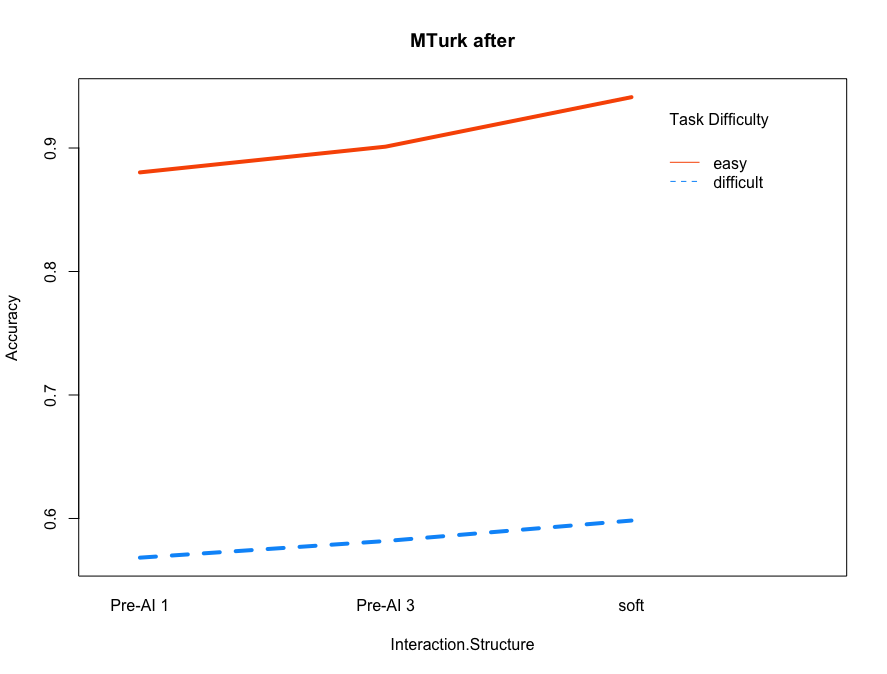 MTurk after
Task Difficulty
easy
difficult
Accuracy
0.9
0.8
0.7
0.6
Pre-AI 1
Pre-AI 3
soft
Interaction.Structure